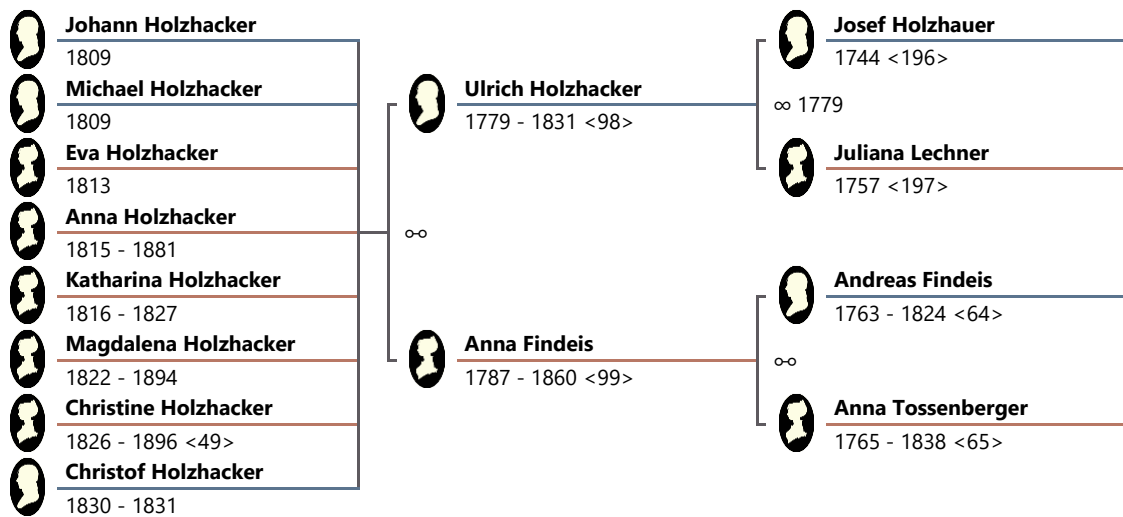 Johann Holzhacker
1809
Michael Holzhacker
1809
Eva Holzhacker
1813
Anna Holzhacker
1815 - 1881
Katharina Holzhacker
1816 - 1827
Magdalena Holzhacker
1822 - 1894
Christine Holzhacker
1826 - 1896 <49>
Christof Holzhacker
1830 - 1831
Ulrich Holzhacker
1779 - 1831 <98>
⚯
Anna Findeis
1787 - 1860 <99>
Josef Holzhauer
1744 <196>
∞ 1779
Juliana Lechner
1757 <197>
Andreas Findeis
1763 - 1824 <64>
⚯
Anna Tossenberger
1765 - 1838 <65>